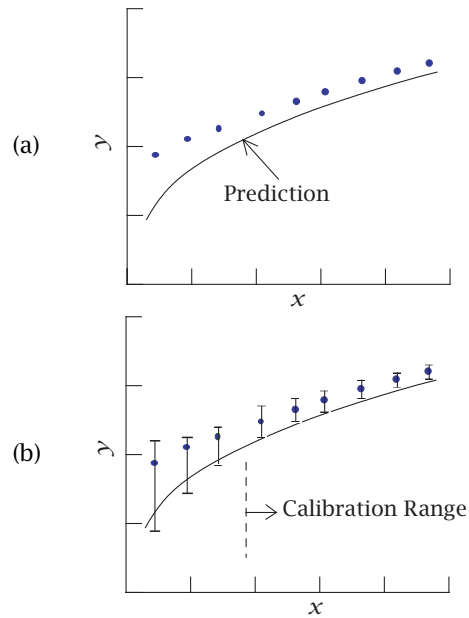 (a)
y
Prediction
x
(b)
y
Calibration Range
x